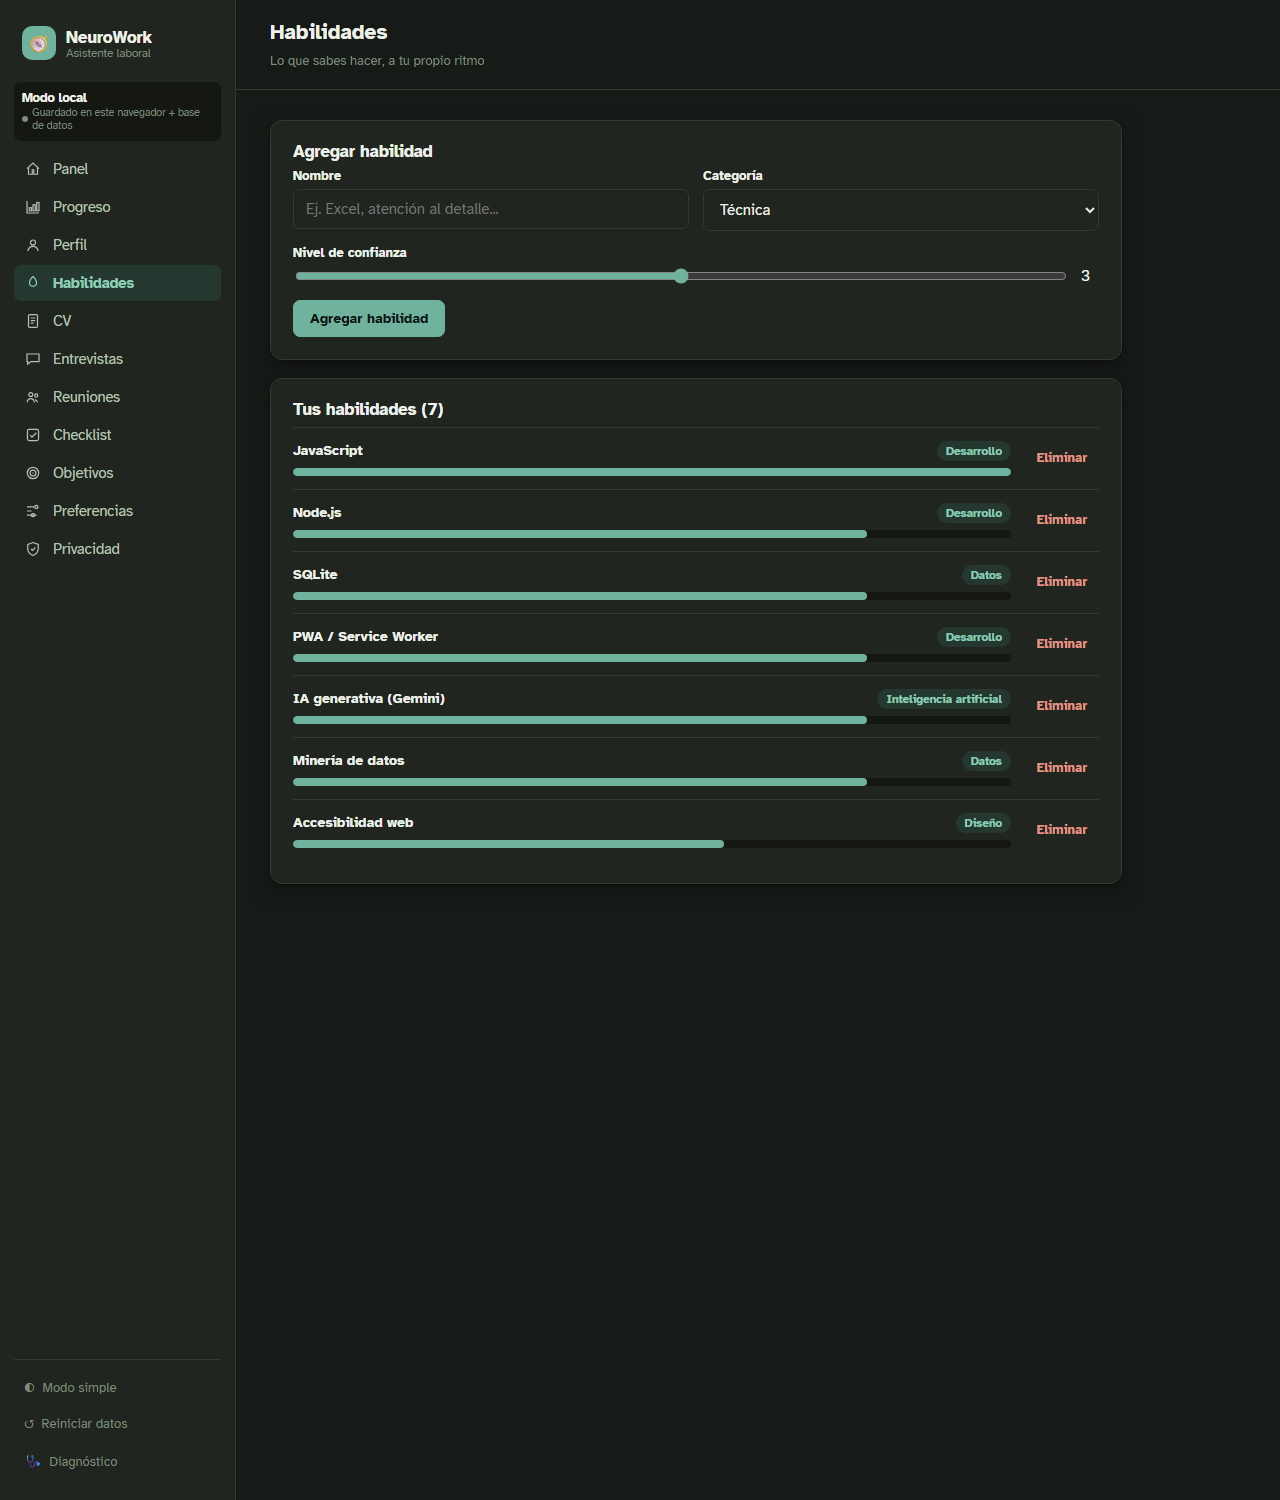 NeuroWork
Asistente laboral
Modo local
Guardado en este navegador + base
de datos
Panel
Progreso
Perfil
Habilidades
CV
Entrevistas
Reuniones
Checklist
Objetivos
Preferencias
Privacidad
Modo simple
Reiniciar datos
Diagnóstico
Habilidades
Lo que sabes hacer, a tu propio ritmo
Agregar habilidad
Nombre
Ej. Excel, atención al detalle...
Categoría
Técnica
Nivel de confianza
3
Agregar habilidad
Tus habilidades (7)
JavaScript Desarrollo Eliminar
Node.js Desarrollo Eliminar
SQLite Datos Eliminar
PWA / Service Worker Desarrollo Eliminar
IA generativa (Gemini) Inteligencia artificial Eliminar
Minería de datos Datos Eliminar
Accesibilidad web Diseño Eliminar